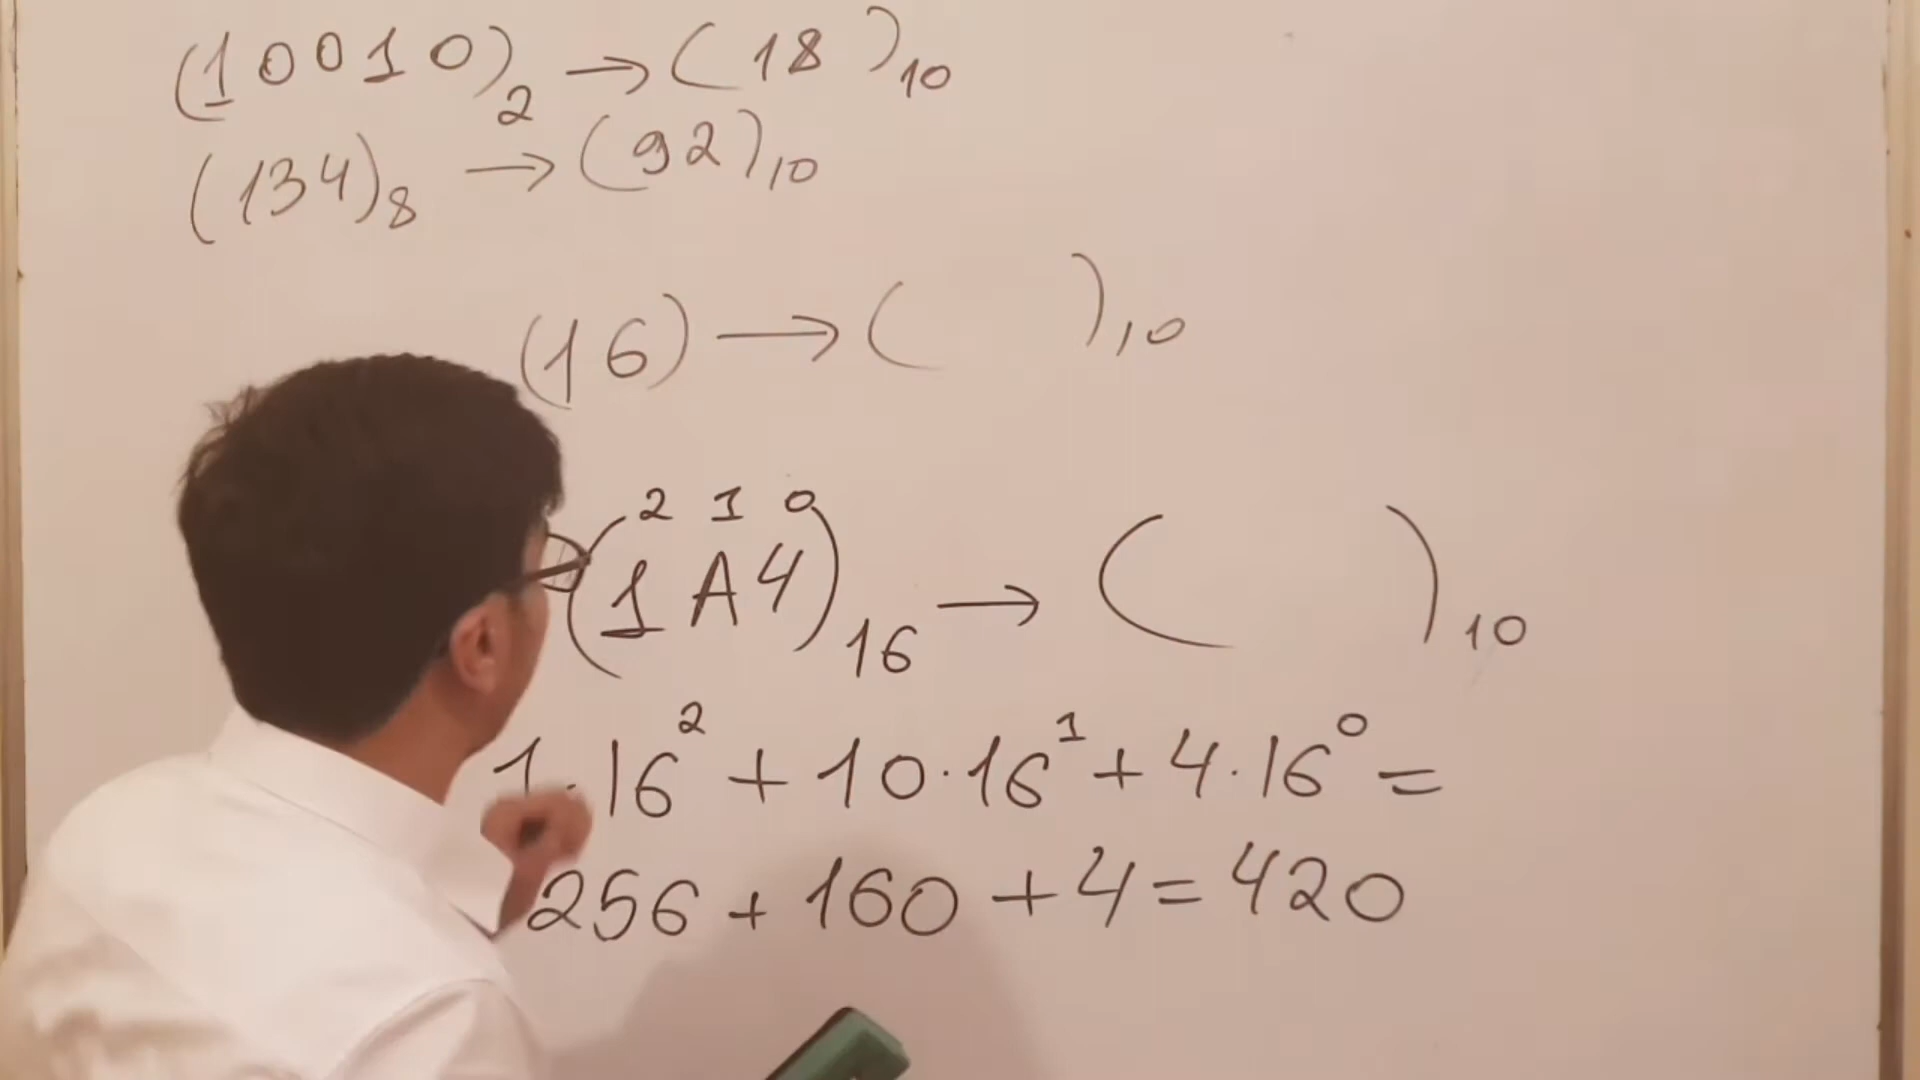 (10010)₂ → (18)₁₀
(134)₈ → (92)₁₀
(16) → (    )₁₀
2 1 0
(1A4)₁₆ → (    )₁₀
1·16² + 10·16¹ + 4·16⁰ =
256 + 160 + 4 = 420